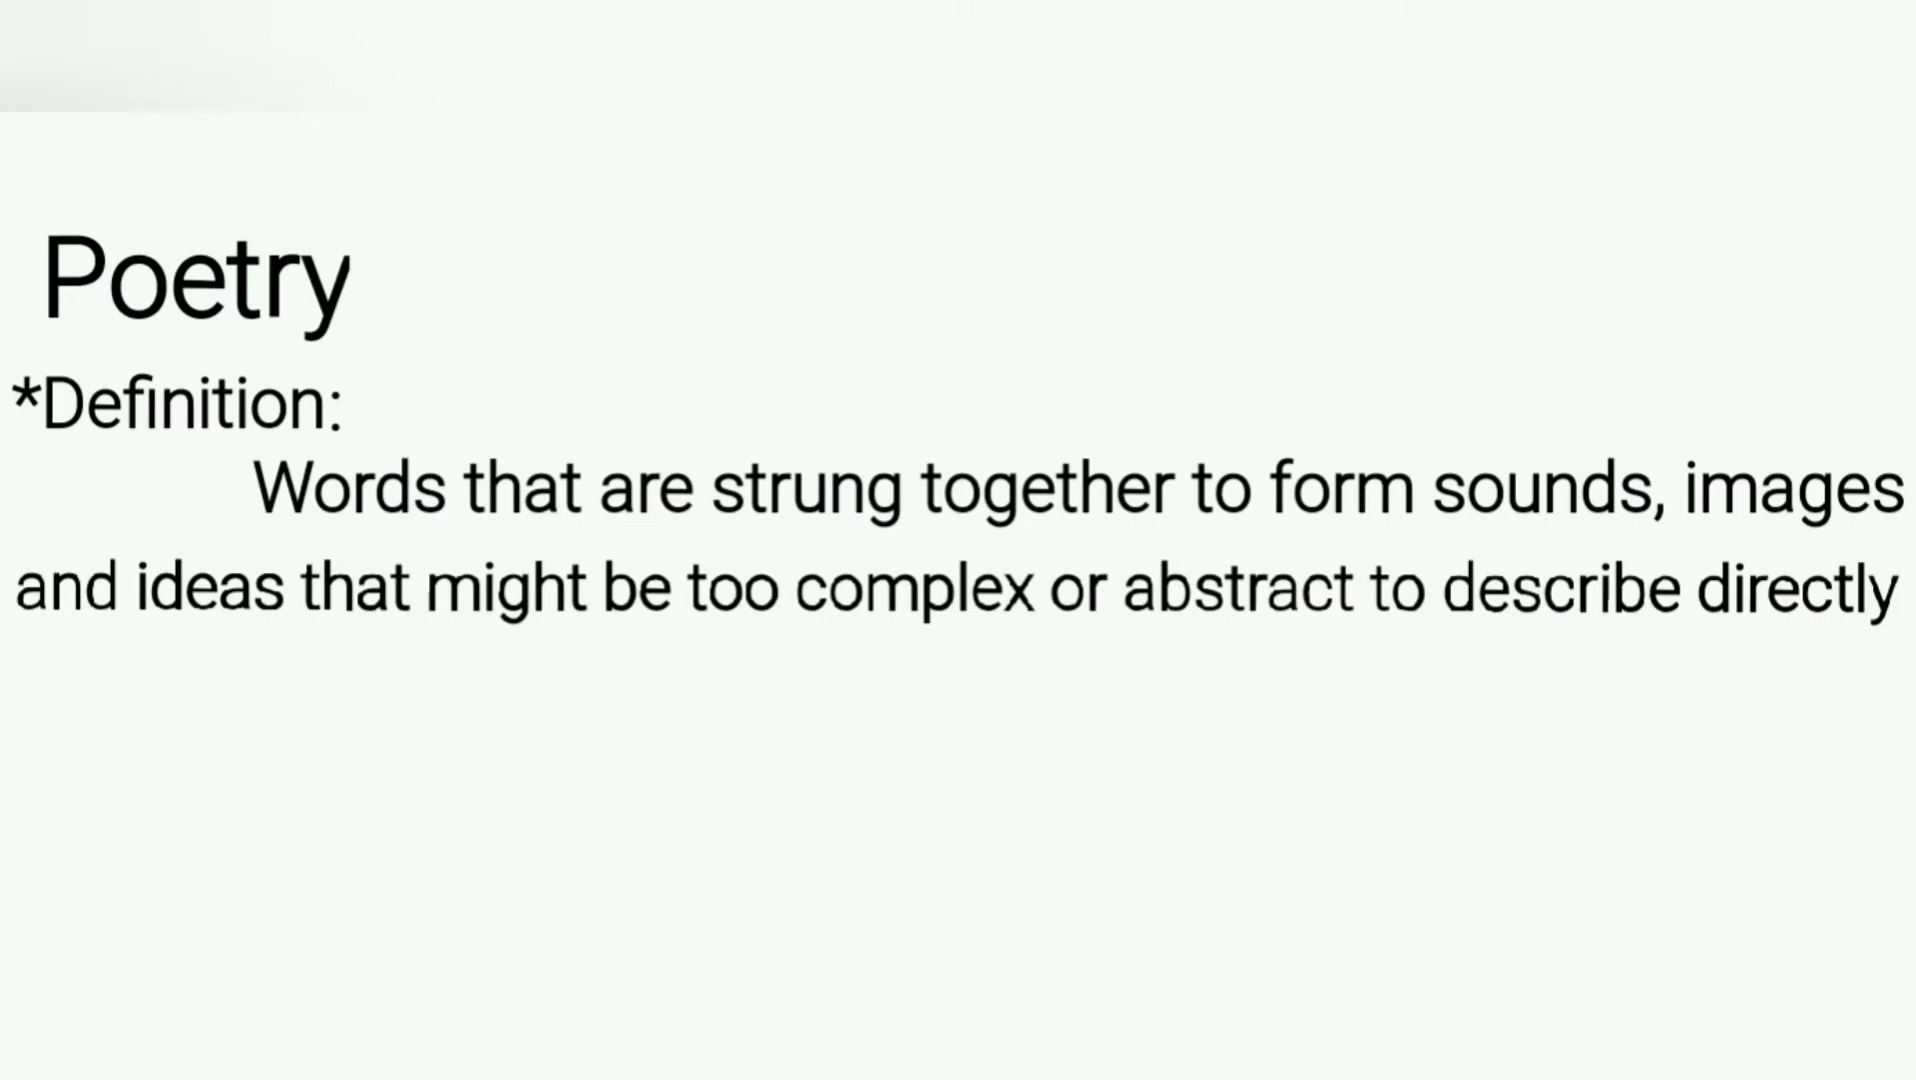 Poetry
*Definition:
Words that are strung together to form sounds, images
and ideas that might be too complex or abstract to describe directly